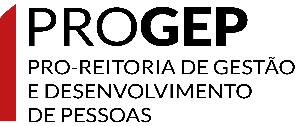 PROGEP
PRO-REITORIA DE GESTÃO
E DESENVOLVIMENTO
DE PESSOAS